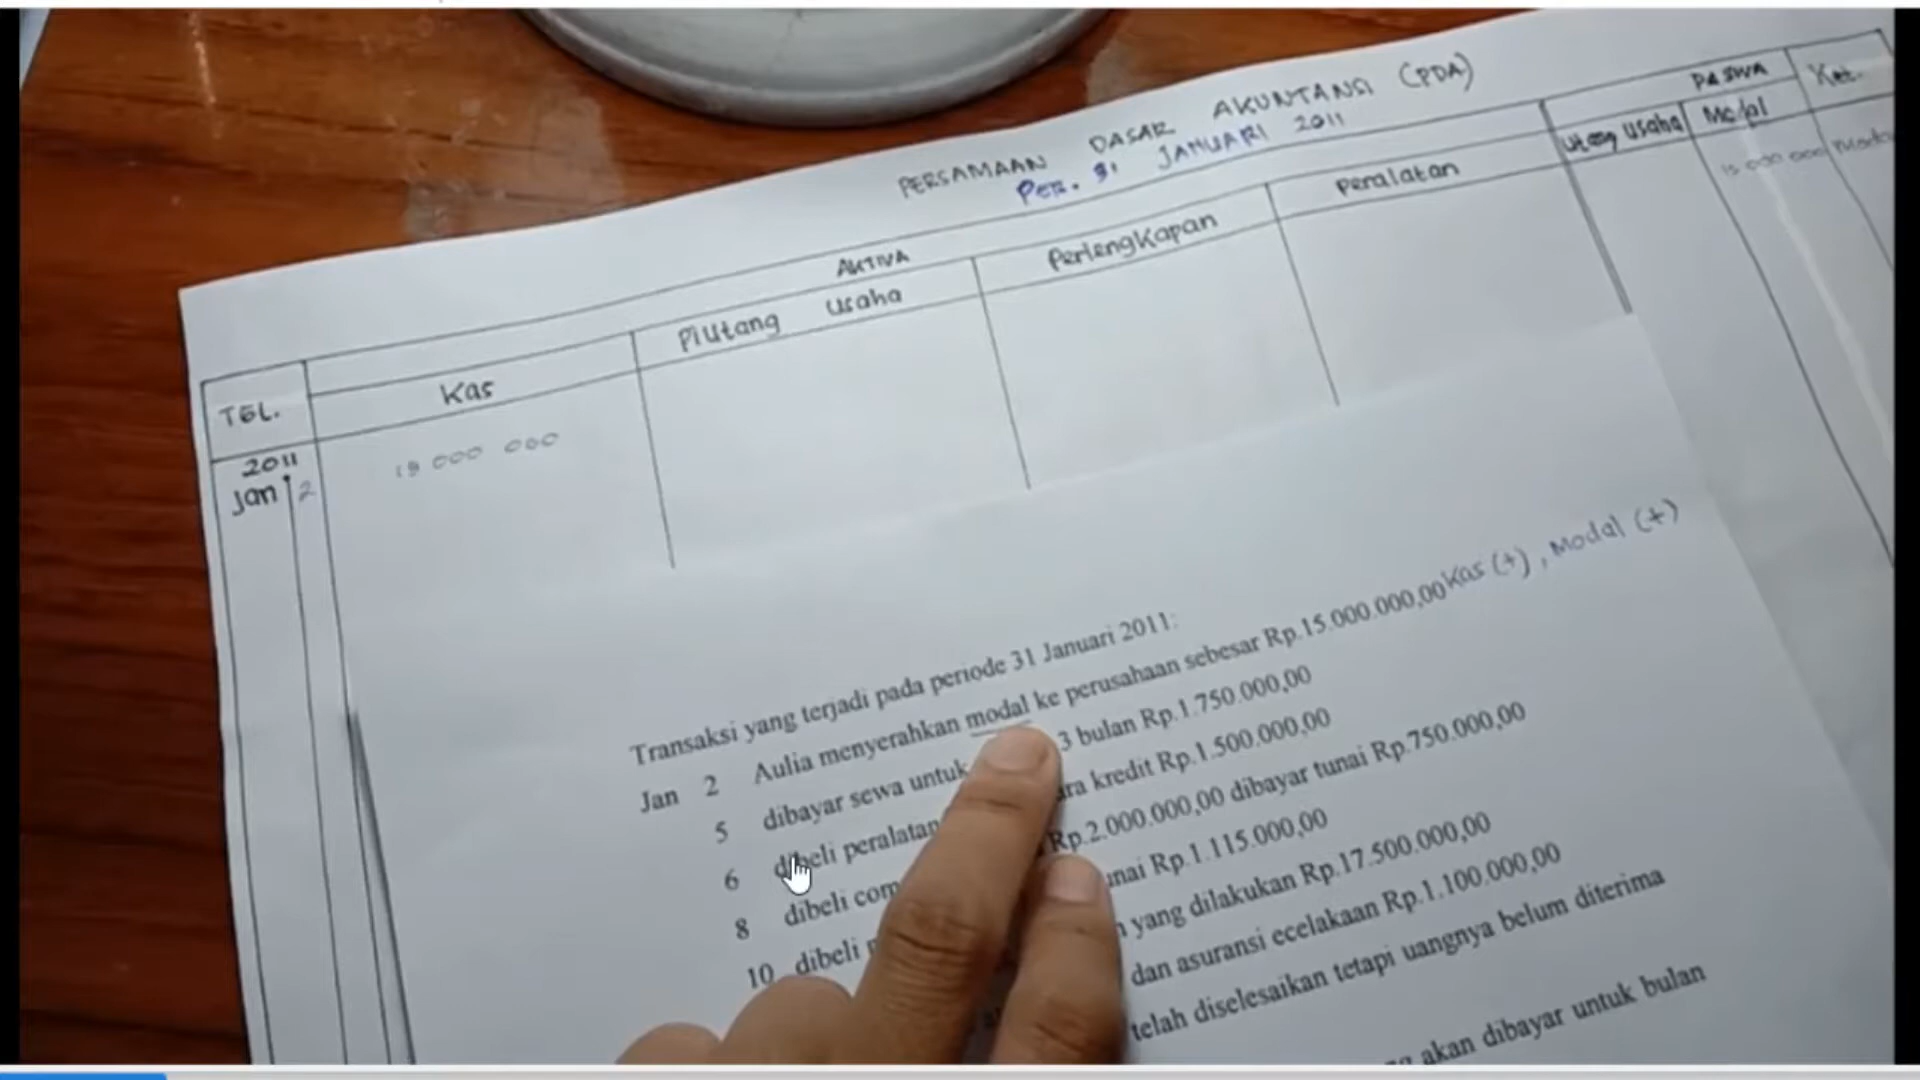 PERSAMAAN DASAR AKUNTANSI (PDA)
PER. 31 JANUARI 2011
AKTIVA
PASIVA
TGL.
Kas
Piutang Usaha
Perlengkapan
Peralatan
Utang Usaha
Modal
Ket.
2011
Jan 2
15 000 000
15 000 000
Transaksi yang terjadi pada periode 31 Januari 2011:
Jan 2 Aulia menyerahkan modal ke perusahaan sebesar Rp.15.000.000,00 Kas (+), Modal (+)
5 dibayar sewa untuk 3 bulan Rp.1.750.000,00
6 dibeli peralatan kredit Rp.1.500.000,00
8 dibeli Rp.2.000.000,00 dibayar tunai Rp.750.000,00
10 dibeli Rp.1.115.000,00
yang dilakukan Rp.17.500.000,00
dan asuransi ecelakaan Rp.1.100.000,00
telah diselesaikan tetapi uangnya belum diterima
akan dibayar untuk bulan